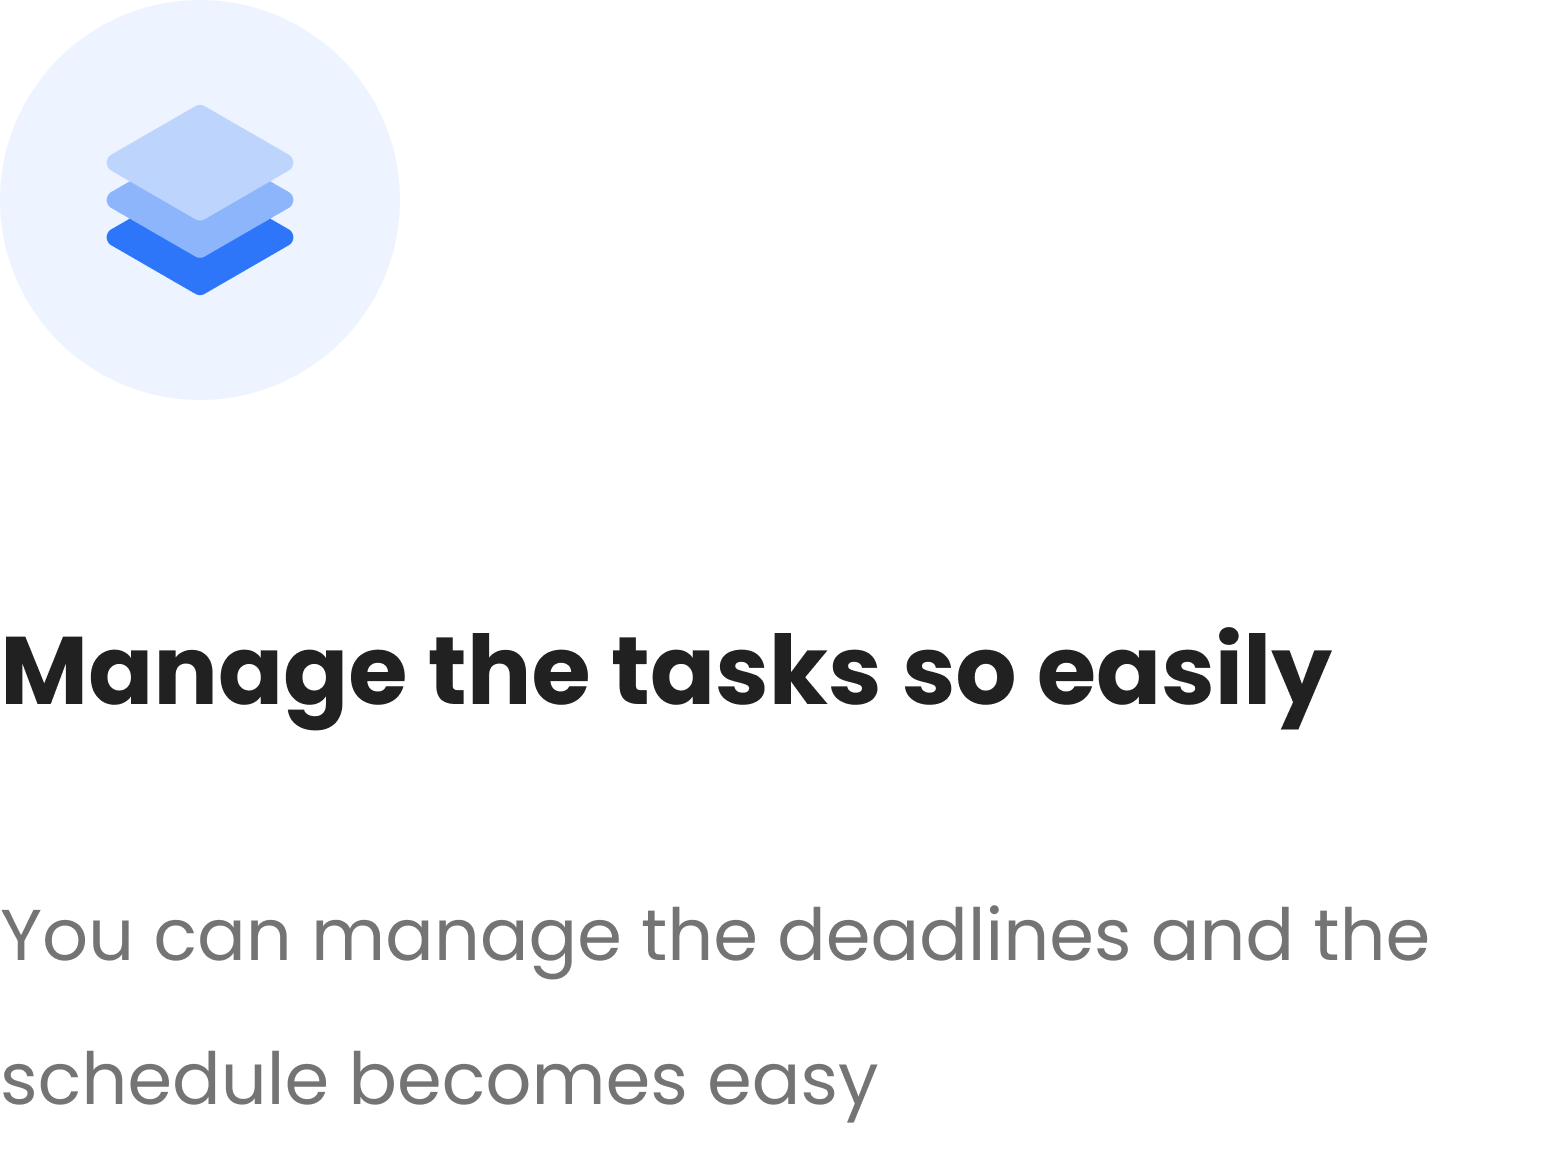 Manage the tasks so easily
You can manage the deadlines and the
schedule becomes easy